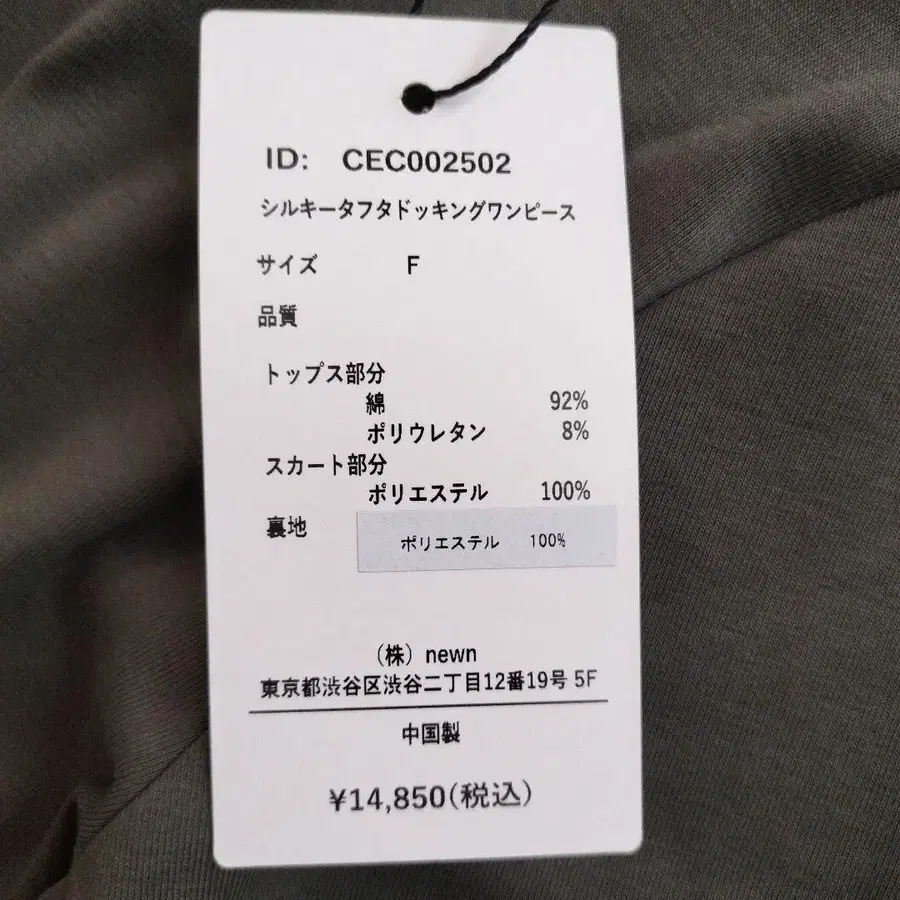 ID: CEC002502
シルキータフタドッキングワンピース
サイズ F
品質
トップス部分
綿 92%
ポリウレタン 8%
スカート部分
ポリエステル 100%
裏地 ポリエステル 100%
（株）newn
東京都渋谷区渋谷二丁目12番19号 5F
中国製
¥14,850(税込)